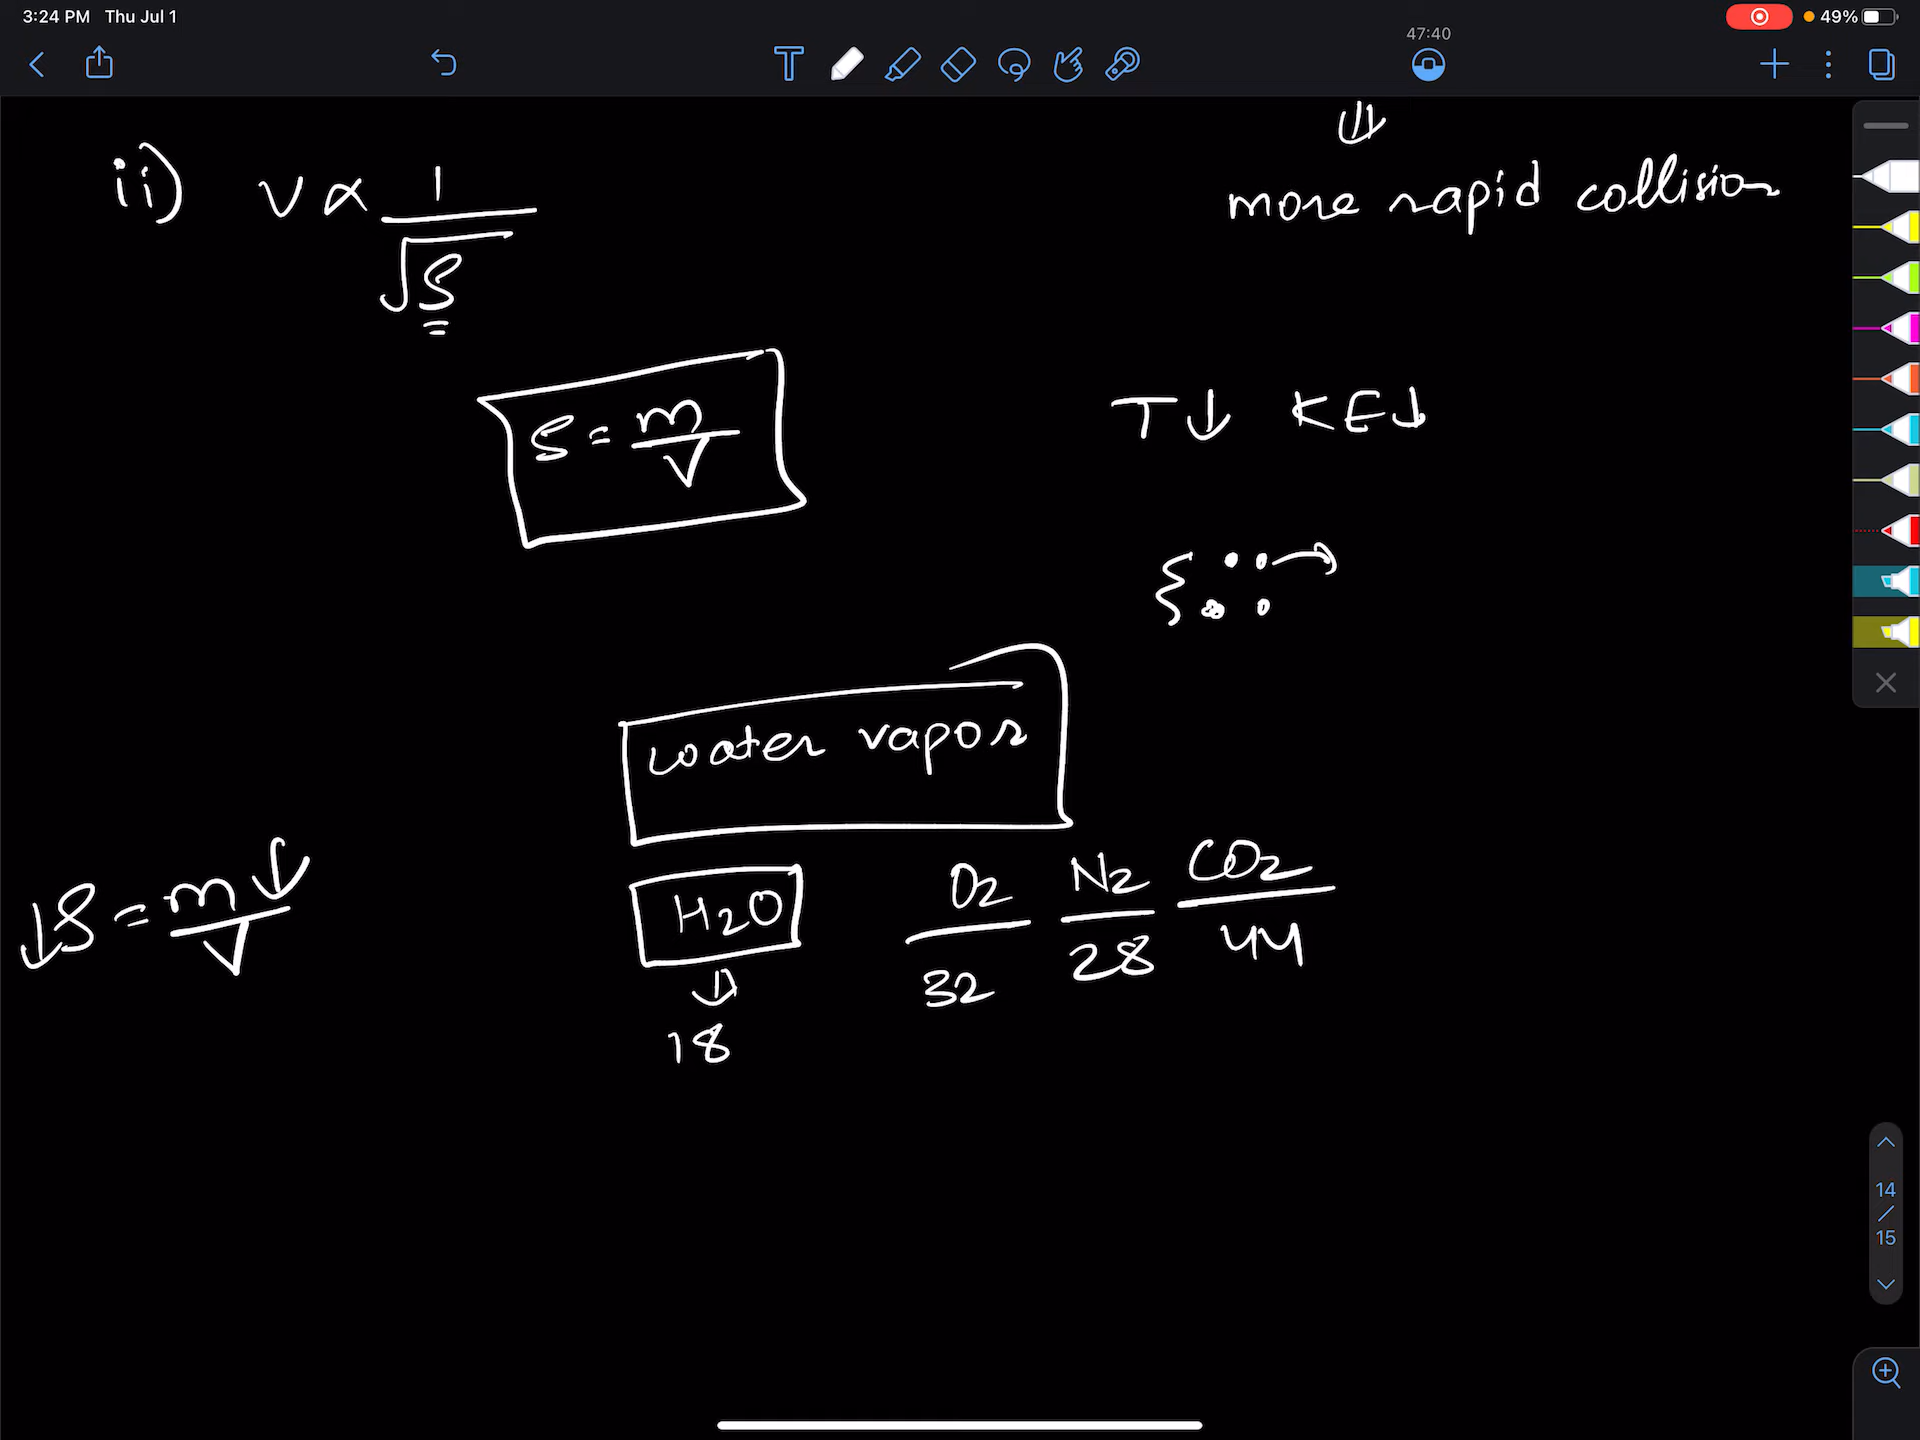 3:24 PM Thu Jul 1
49%
47:40
⇓
more rapid collision
ii) v ∝ 1/√ρ
ρ = m/V
T↓ KE↓
water vapor
↓ρ = m↓/V
H2O
↓
18
O2/32 N2/28 CO2/44
14
/
15